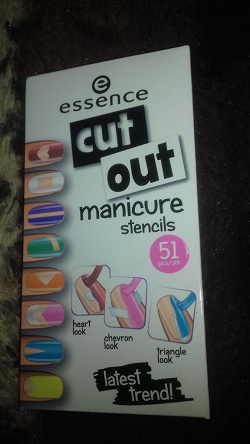 e
essence
cut
out
manicure
stencils
51
pcs/stk
heart
look
chevron
look
triangle
look
latest
trend!